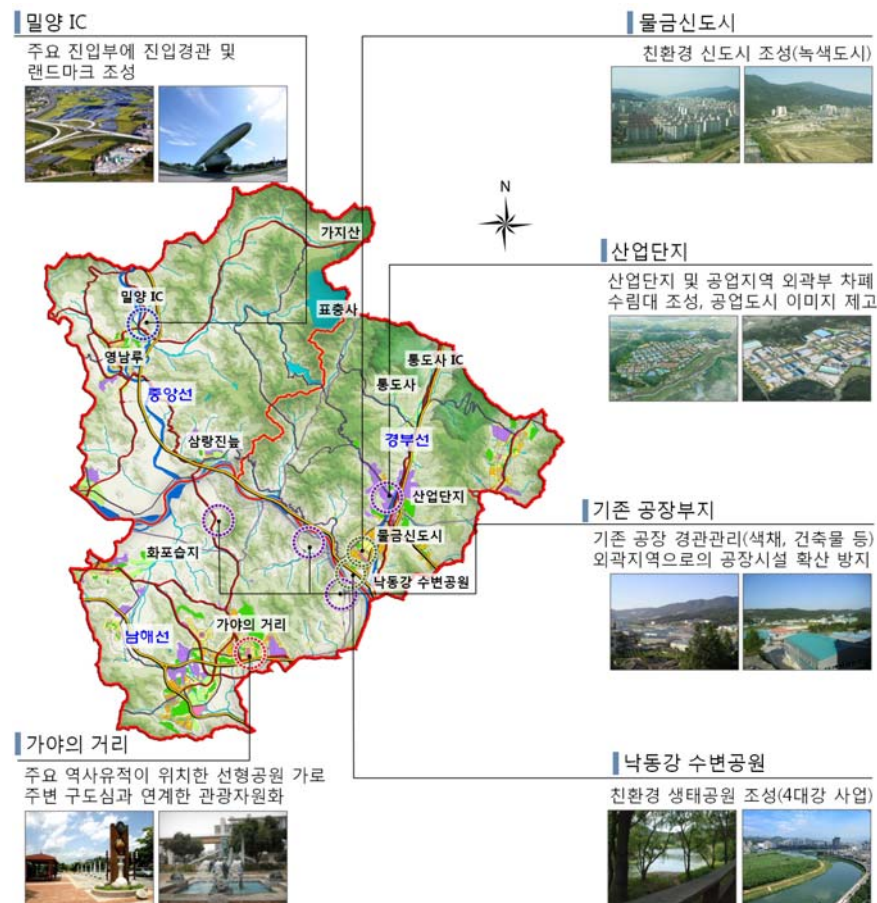 밀양 IC
주요 진입부에 진입경관 및
랜드마크 조성
물금신도시
친환경 신도시 조성(녹색도시)
N
산업단지
산업단지 및 공업지역 외곽부 차폐
수림대 조성, 공업도시 이미지 제고
가지산
밀양 IC
표충사
영남루
통도사 IC
통도사
중앙선
삼랑진늪
경부선
산업단지
기존 공장부지
기존 공장 경관관리(색채, 건축물 등)
외곽지역으로의 공장시설 확산 방지
물금신도시
화포습지
낙동강 수변공원
가야의 거리
남해선
가야의 거리
주요 역사유적이 위치한 선형공원 가로
주변 구도심과 연계한 관광자원화
낙동강 수변공원
친환경 생태공원 조성(4대강 사업)